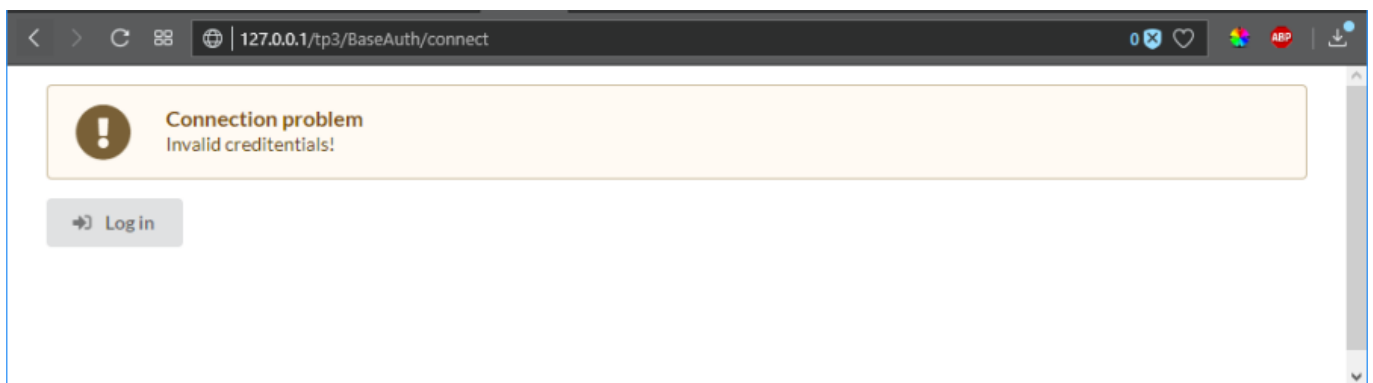 127.0.0.1/tp3/BaseAuth/connect
0
ABP
Connection problem
Invalid creditentials!
Log in